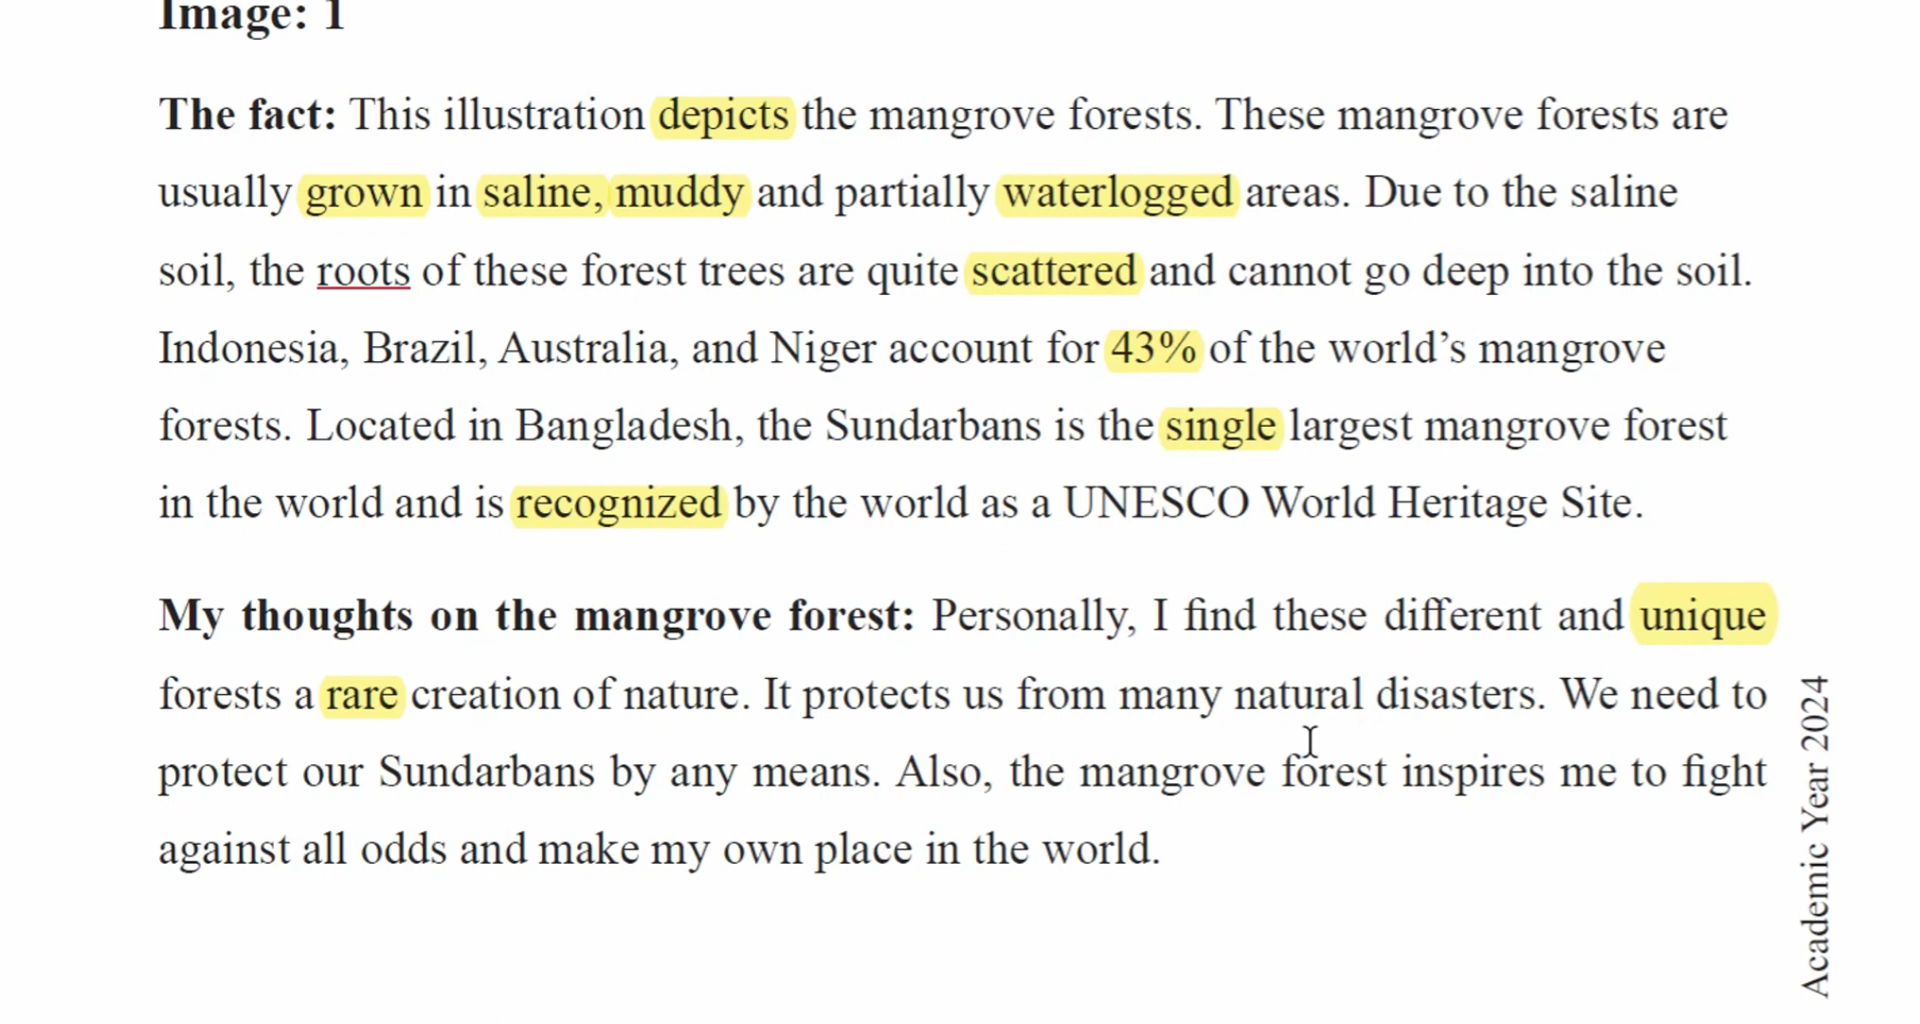 Image: 1
The fact: This illustration depicts the mangrove forests. These mangrove forests are
usually grown in saline, muddy and partially waterlogged areas. Due to the saline
soil, the roots of these forest trees are quite scattered and cannot go deep into the soil.
Indonesia, Brazil, Australia, and Niger account for 43% of the world’s mangrove
forests. Located in Bangladesh, the Sundarbans is the single largest mangrove forest
in the world and is recognized by the world as a UNESCO World Heritage Site.
My thoughts on the mangrove forest: Personally, I find these different and unique
forests a rare creation of nature. It protects us from many natural disasters. We need to
protect our Sundarbans by any means. Also, the mangrove forest inspires me to fight
against all odds and make my own place in the world.
Academic Year 2024